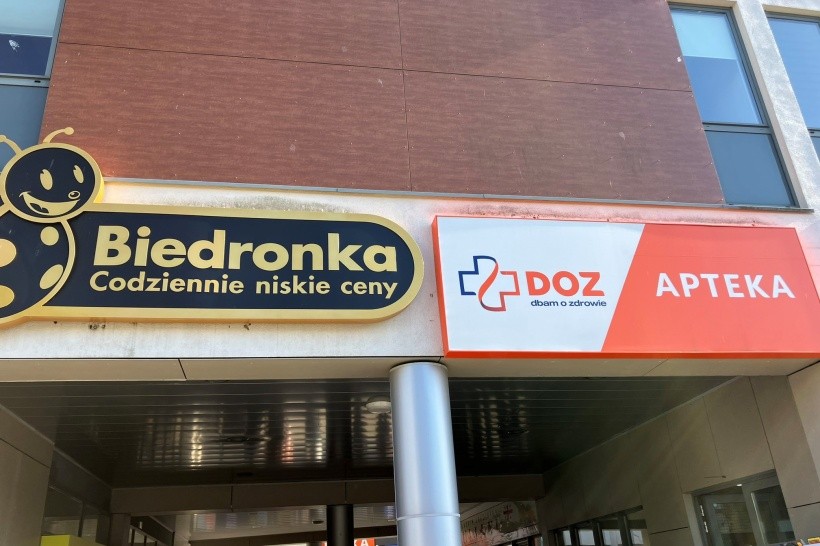 Biedronka
Codziennie niskie ceny
DOZ
dbam o zdrowie
APTEKA